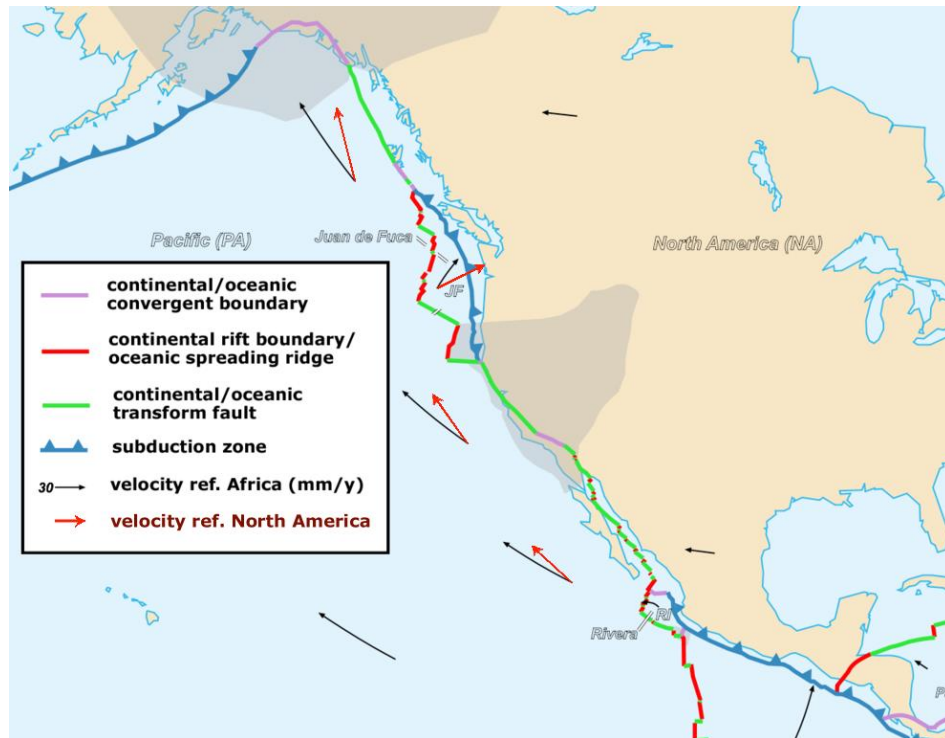 Pacific (PA)
Juan de Fuca
North America (NA)
JF
continental/oceanic
convergent boundary
continental rift boundary/
oceanic spreading ridge
continental/oceanic
transform fault
subduction zone
30
velocity ref. Africa (mm/y)
velocity ref. North America
RI
Rivera